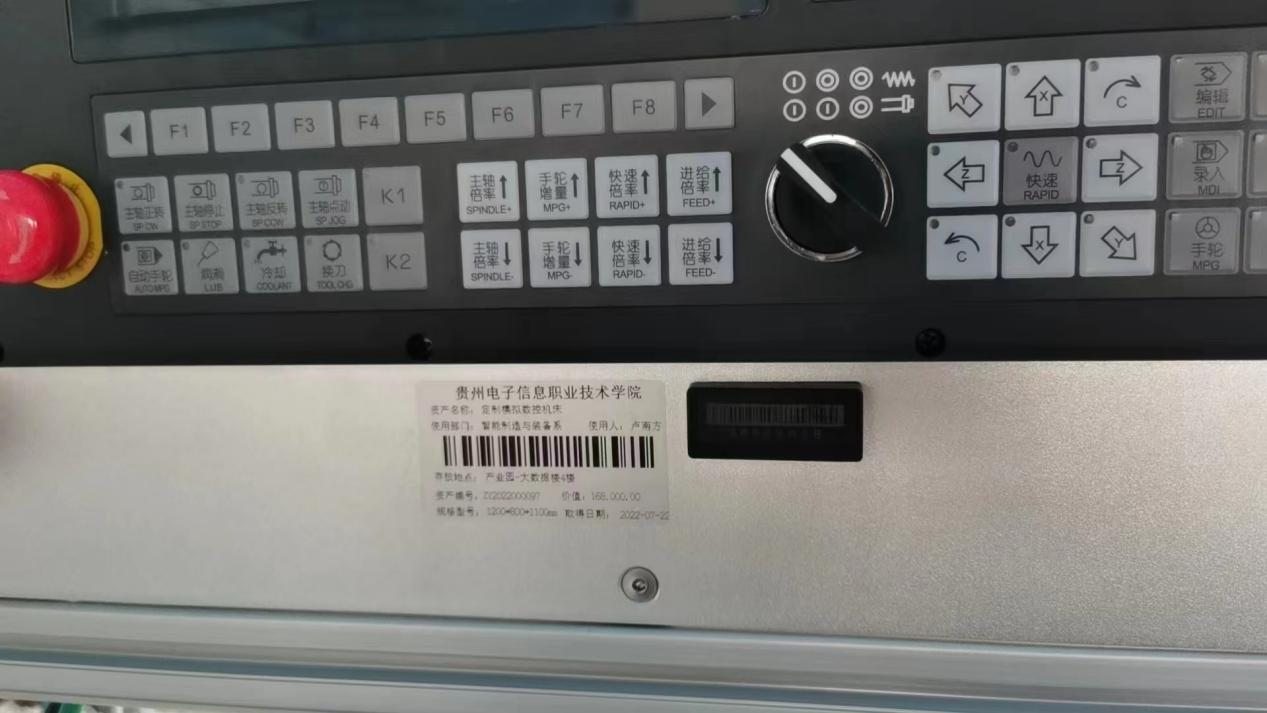 F1 F2 F3 F4 F5 F6 F7 F8
主轴正转 主轴停止 主轴反转 主轴点动 K1
SP CW SP STOP SP CCW SP JOG
自动手轮 润滑 冷却 换刀 K2
AUTO MPG LUB COOLANT TOOL CHG
主轴倍率 手轮增量 快速倍率 进给倍率
SPINDLE+ MPG+ RAPID+ FEED+
主轴倍率 手轮增量 快速倍率 进给倍率
SPINDLE- MPG- RAPID- FEED-
Y X C 编辑
EDIT
Z 快速 Z 录入
RAPID MDI
C X Y 手轮
MPG
贵州电子信息职业技术学院
资产名称: 定制模拟数控机床
使用部门: 智能制造与装备系 使用人: 卢南方
存放地点: 产业园-大数据楼4楼
资产编号: ZY2022000097 价值: 168,000.00
规格型号: 1200*800*1100mm 取得日期: 2022-07-22